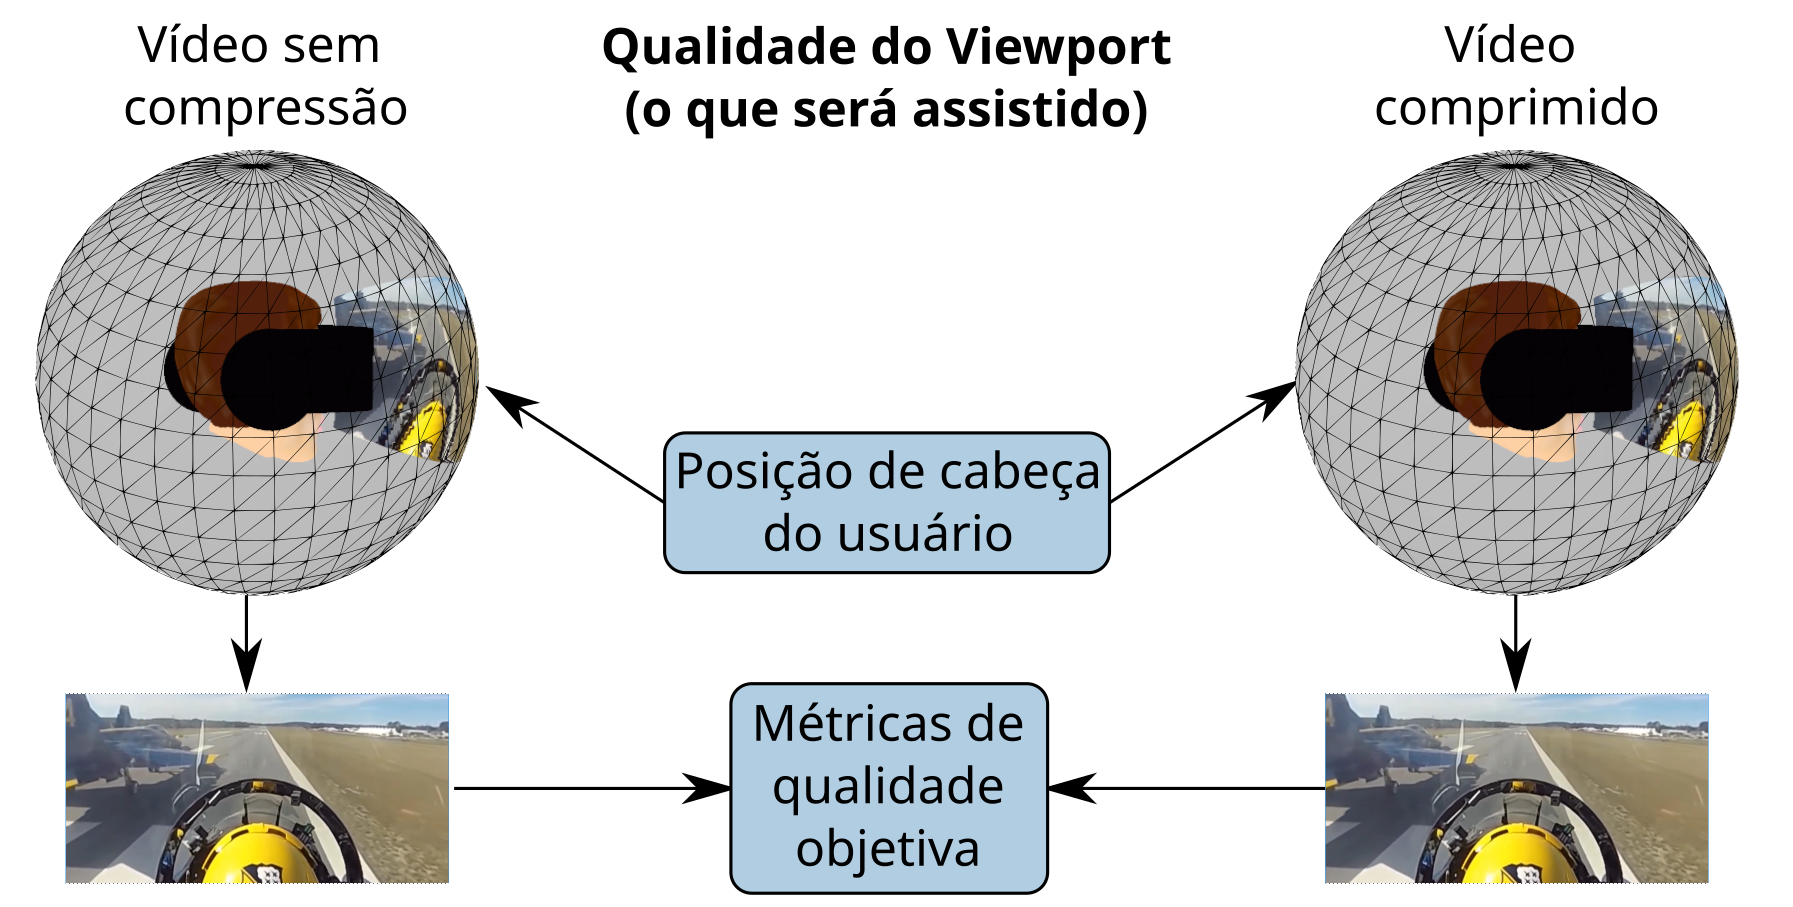 Vídeo sem
compressão
Qualidade do Viewport
(o que será assistido)
Vídeo
comprimido
Posição de cabeça
do usuário
Métricas de
qualidade
objetiva